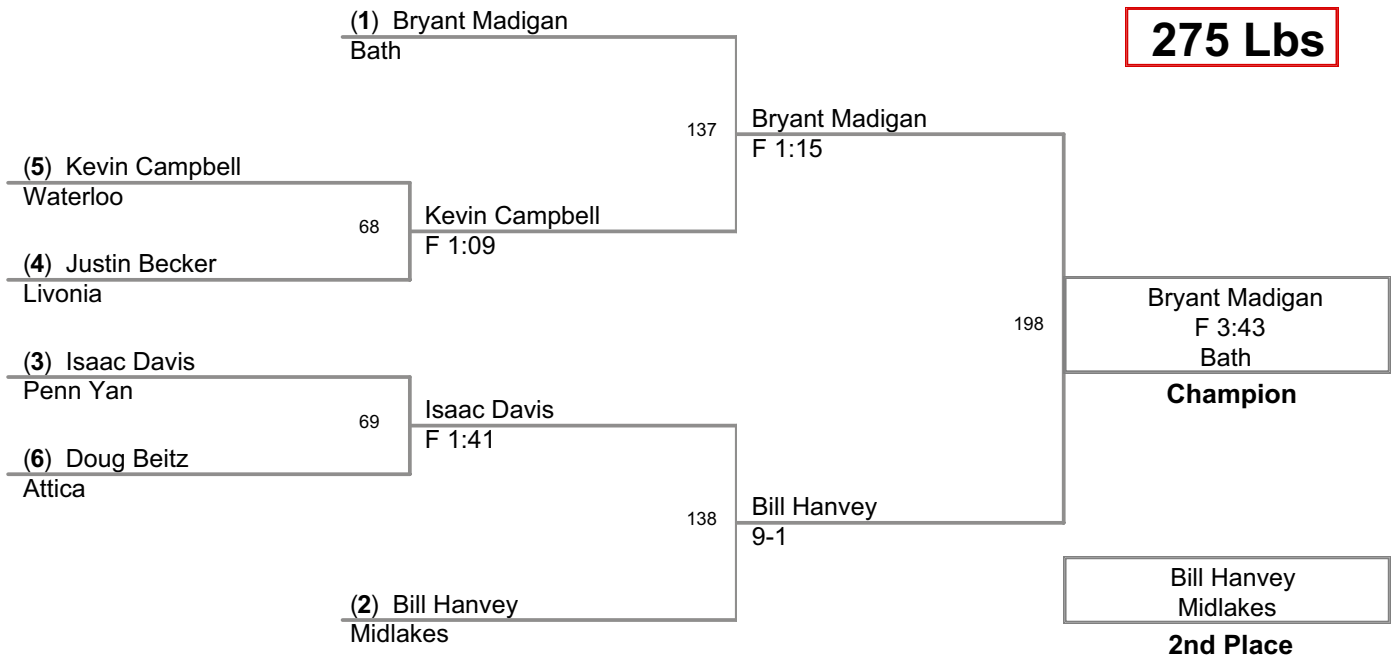 (1) Bryant Madigan
Bath
275 Lbs
137
Bryant Madigan
F 1:15
(5) Kevin Campbell
Waterloo
68
Kevin Campbell
F 1:09
(4) Justin Becker
Livonia
198
Bryant Madigan
F 3:43
Bath
Champion
(3) Isaac Davis
Penn Yan
69
Isaac Davis
F 1:41
(6) Doug Beitz
Attica
138
Bill Hanvey
9-1
(2) Bill Hanvey
Midlakes
Bill Hanvey
Midlakes
2nd Place